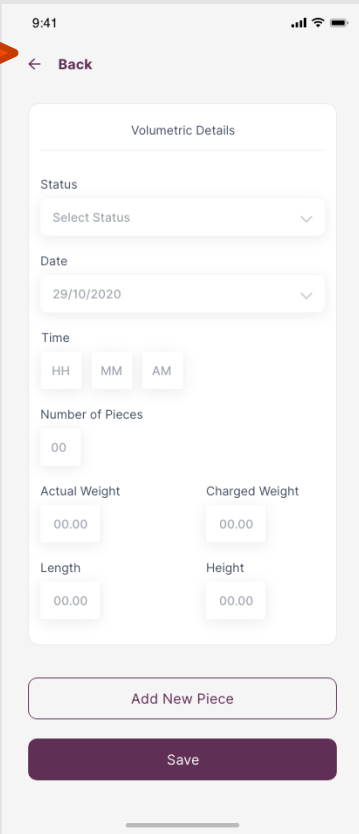 9:41
Back
Volumetric Details
Status
Select Status
Date
29/10/2020
Time
HH MM AM
Number of Pieces
00
Actual Weight Charged Weight
00.00 00.00
Length Height
00.00 00.00
Add New Piece
Save